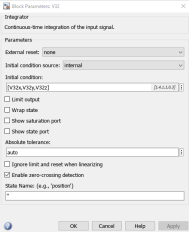 Block Parameters: V32
Integrator
Continuous-time integration of the input signal.
Parameters
External reset: none
Initial condition source: internal
Initial condition:
[V32x,V32y,V32z]
Limit output
Wrap state
Show saturation port
Show state port
Absolute tolerance:
auto
Ignore limit and reset when linearizing
Enable zero-crossing detection
State Name: (e.g., 'position')
''
OK Cancel Help Apply